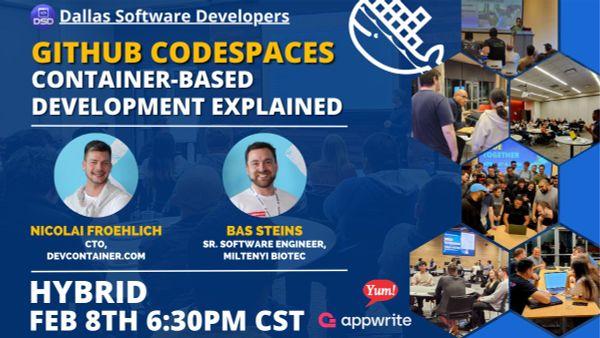 DSD
Dallas Software Developers
GITHUB CODESPACES
CONTAINER-BASED
DEVELOPMENT EXPLAINED
NICOLAI FROEHLICH
CTO,
DEVCONTAINER.COM
BAS STEINS
SR. SOFTWARE ENGINEER,
MILTENYI BIOTEC
HYBRID
FEB 8TH 6:30PM CST
Yum!
appwrite
TOGETHER